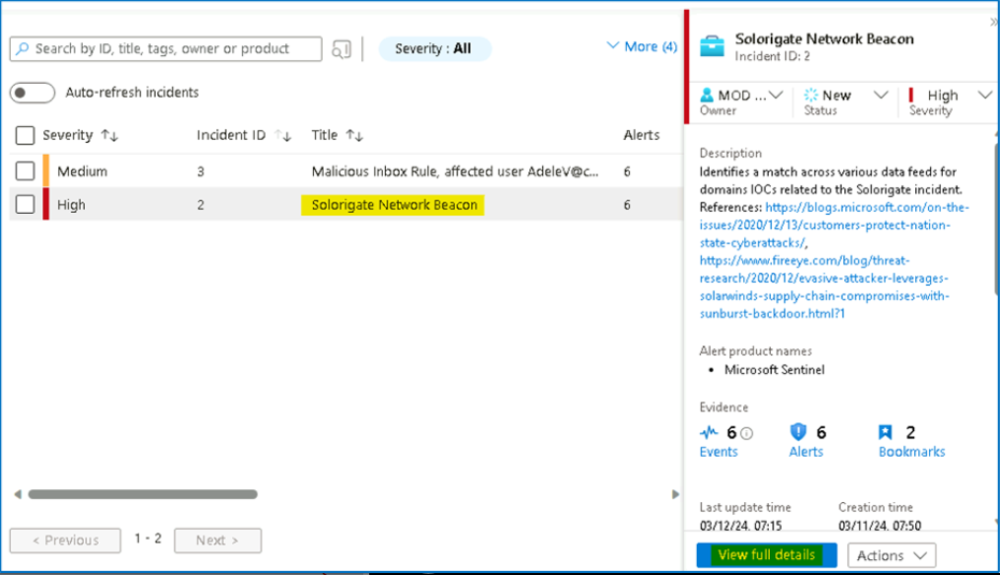 Search by ID, title, tags, owner or product
Severity : All
More (4)
Auto-refresh incidents
Severity ↑↓ Incident ID ↑↓ Title ↑↓ Alerts
Medium 3 Malicious Inbox Rule, affected user AdeleV@c... 6
High 2 Solorigate Network Beacon 6
< Previous 1 - 2 Next >
»
Solorigate Network Beacon
Incident ID: 2
MOD ... New High
Owner Status Severity
Description
Identifies a match across various data feeds for
domains IOCs related to the Solorigate incident.
References: https://blogs.microsoft.com/on-the-
issues/2020/12/13/customers-protect-nation-
state-cyberattacks/,
https://www.fireeye.com/blog/threat-
research/2020/12/evasive-attacker-leverages-
solarwinds-supply-chain-compromises-with-
sunburst-backdoor.html?1
Alert product names
• Microsoft Sentinel
Evidence
6 6 2
Events Alerts Bookmarks
Last update time Creation time
03/12/24, 07:15 03/11/24, 07:50
View full details Actions